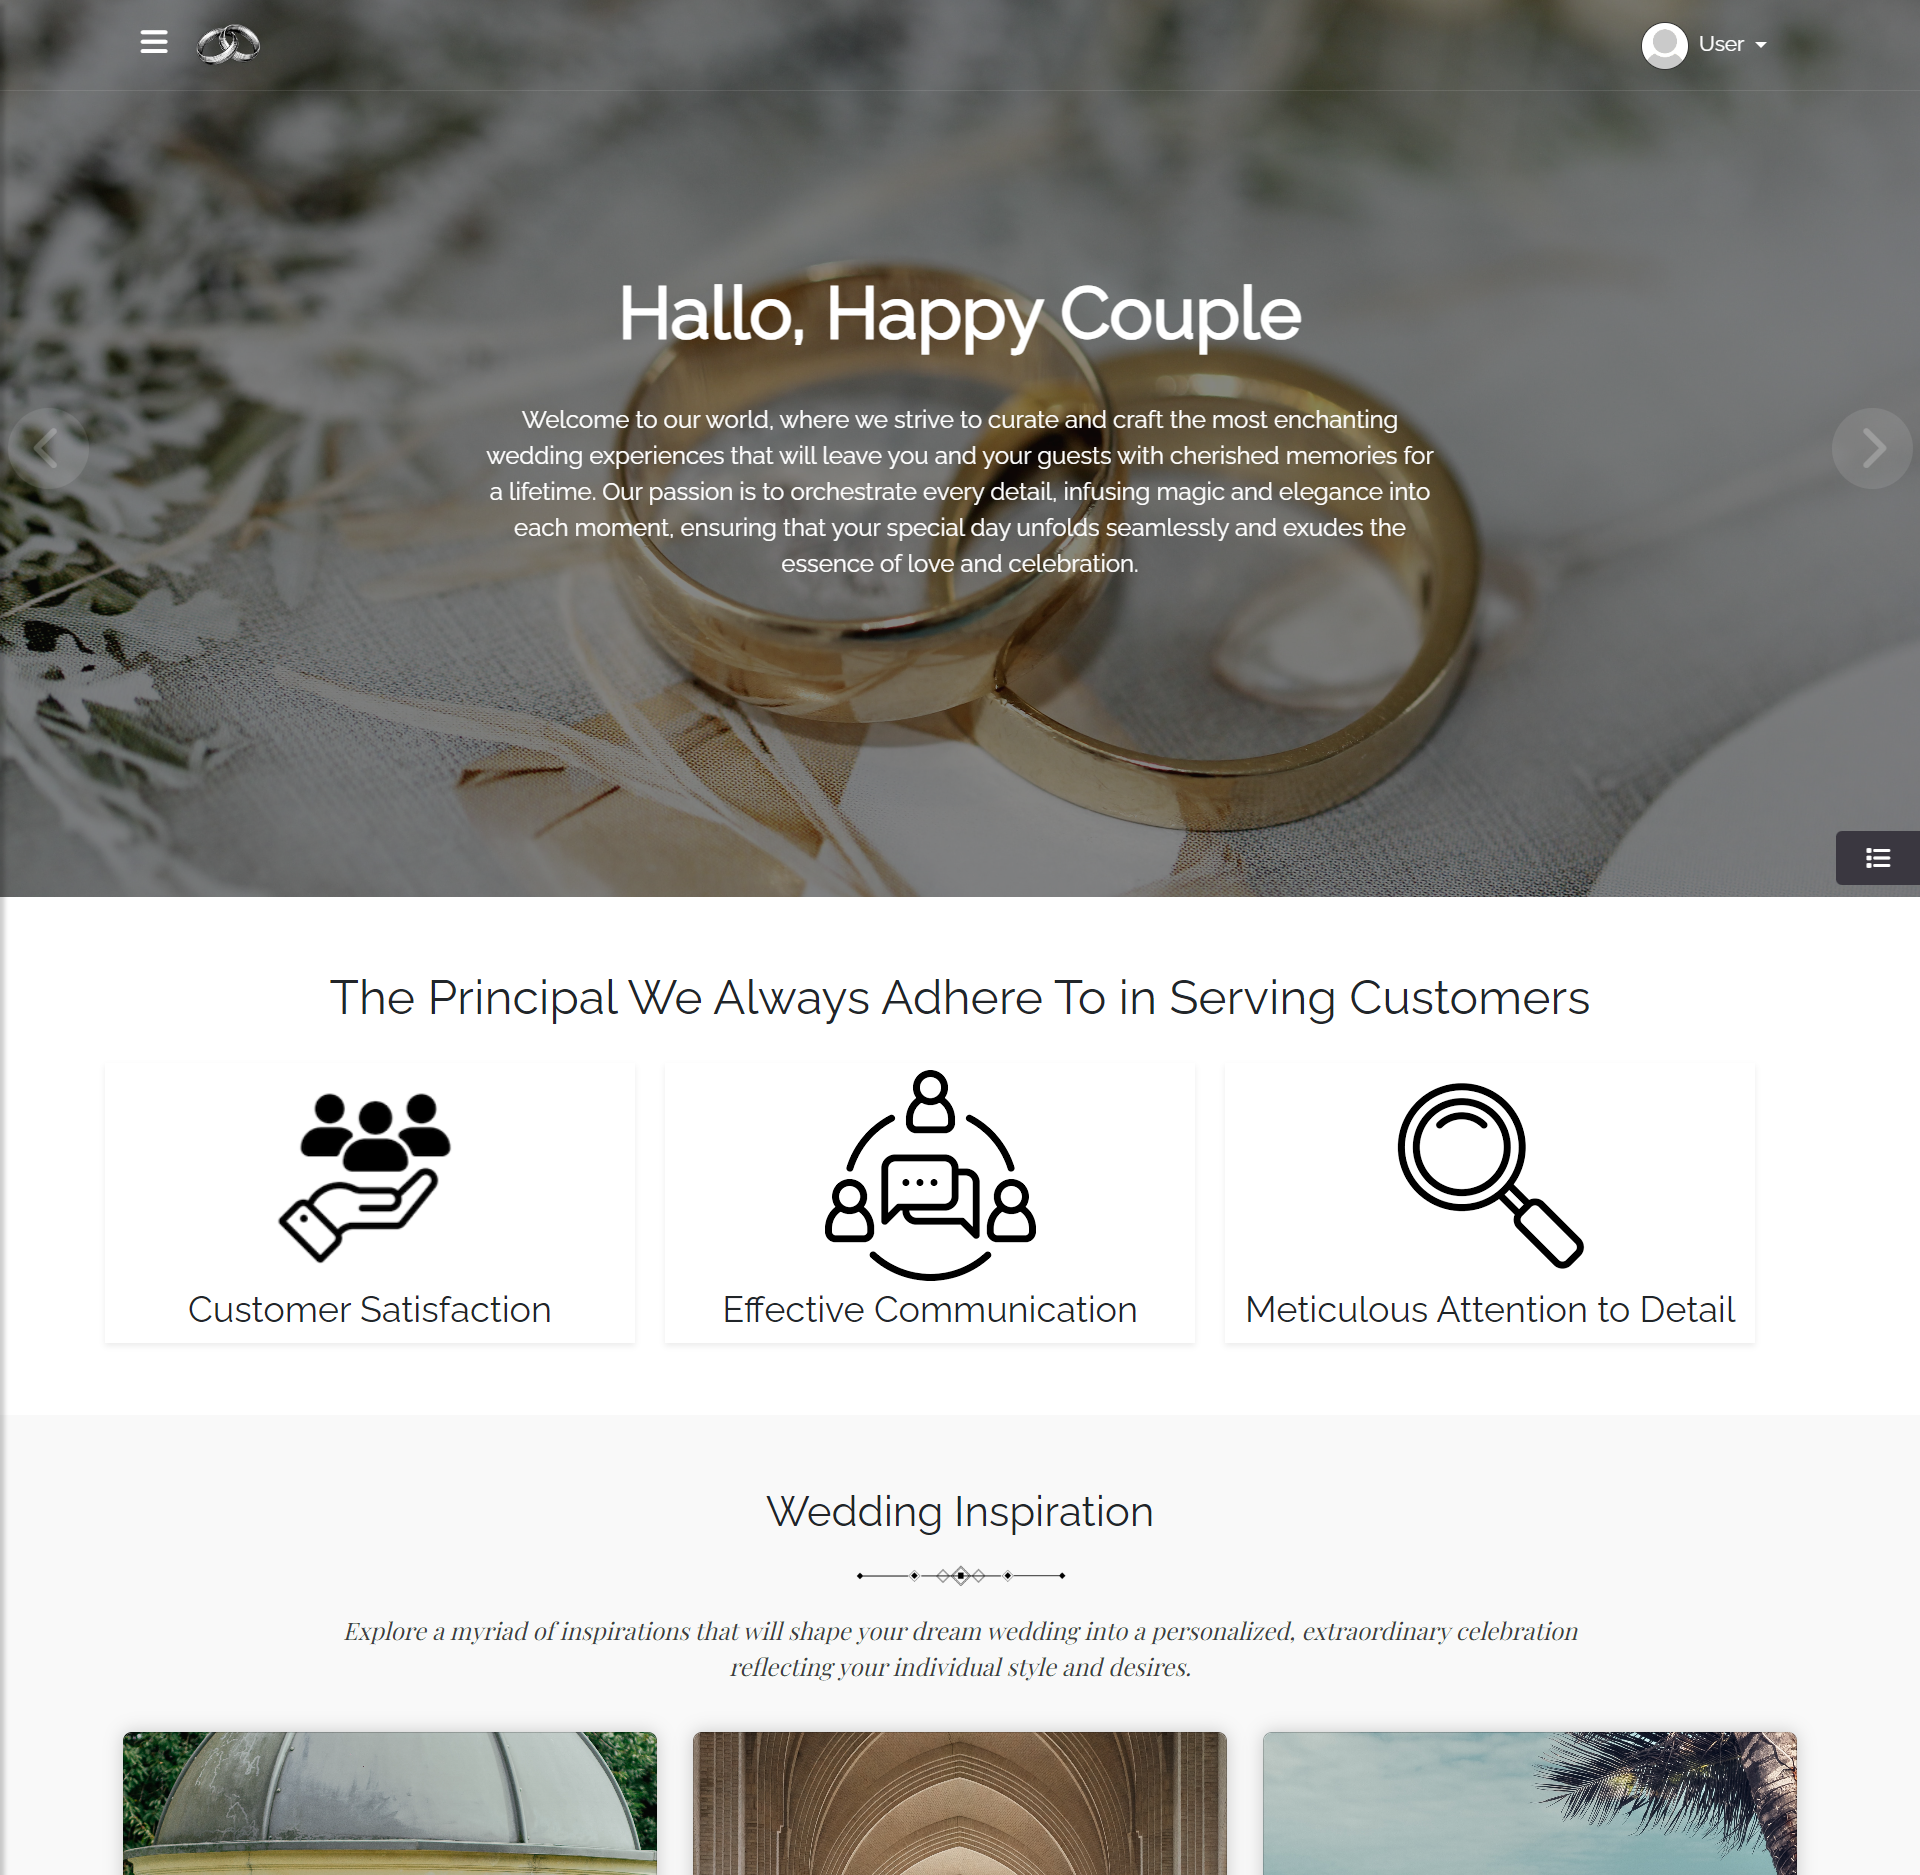 User
Hallo, Happy Couple
Welcome to our world, where we strive to curate and craft the most enchanting
wedding experiences that will leave you and your guests with cherished memories for
a lifetime. Our passion is to orchestrate every detail, infusing magic and elegance into
each moment, ensuring that your special day unfolds seamlessly and exudes the
essence of love and celebration.
The Principal We Always Adhere To in Serving Customers
Customer Satisfaction
Effective Communication
Meticulous Attention to Detail
Wedding Inspiration
Explore a myriad of inspirations that will shape your dream wedding into a personalized, extraordinary celebration
reflecting your individual style and desires.